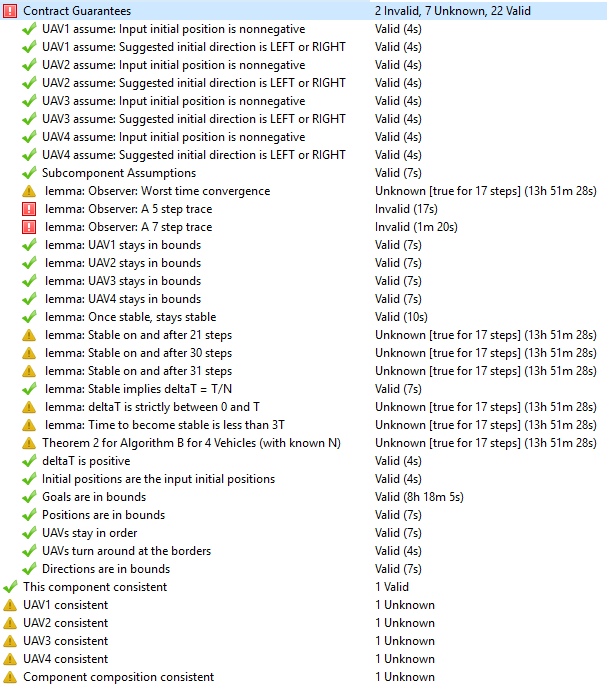 Contract Guarantees 2 Invalid, 7 Unknown, 22 Valid
UAV1 assume: Input initial position is nonnegative Valid (4s)
UAV1 assume: Suggested initial direction is LEFT or RIGHT Valid (4s)
UAV2 assume: Input initial position is nonnegative Valid (4s)
UAV2 assume: Suggested initial direction is LEFT or RIGHT Valid (4s)
UAV3 assume: Input initial position is nonnegative Valid (4s)
UAV3 assume: Suggested initial direction is LEFT or RIGHT Valid (4s)
UAV4 assume: Input initial position is nonnegative Valid (4s)
UAV4 assume: Suggested initial direction is LEFT or RIGHT Valid (4s)
Subcomponent Assumptions Valid (7s)
lemma: Observer: Worst time convergence Unknown [true for 17 steps] (13h 51m 28s)
lemma: Observer: A 5 step trace Invalid (17s)
lemma: Observer: A 7 step trace Invalid (1m 20s)
lemma: UAV1 stays in bounds Valid (7s)
lemma: UAV2 stays in bounds Valid (7s)
lemma: UAV3 stays in bounds Valid (7s)
lemma: UAV4 stays in bounds Valid (7s)
lemma: Once stable, stays stable Valid (10s)
lemma: Stable on and after 21 steps Unknown [true for 17 steps] (13h 51m 28s)
lemma: Stable on and after 30 steps Unknown [true for 17 steps] (13h 51m 28s)
lemma: Stable on and after 31 steps Unknown [true for 17 steps] (13h 51m 28s)
lemma: Stable implies deltaT = T/N Valid (7s)
lemma: deltaT is strictly between 0 and T Unknown [true for 17 steps] (13h 51m 28s)
lemma: Time to become stable is less than 3T Unknown [true for 17 steps] (13h 51m 28s)
Theorem 2 for Algorithm B for 4 Vehicles (with known N) Unknown [true for 17 steps] (13h 51m 28s)
deltaT is positive Valid (4s)
Initial positions are the input initial positions Valid (4s)
Goals are in bounds Valid (8h 18m 5s)
Positions are in bounds Valid (7s)
UAVs stay in order Valid (7s)
UAVs turn around at the borders Valid (4s)
Directions are in bounds Valid (7s)
This component consistent 1 Valid
UAV1 consistent 1 Unknown
UAV2 consistent 1 Unknown
UAV3 consistent 1 Unknown
UAV4 consistent 1 Unknown
Component composition consistent 1 Unknown